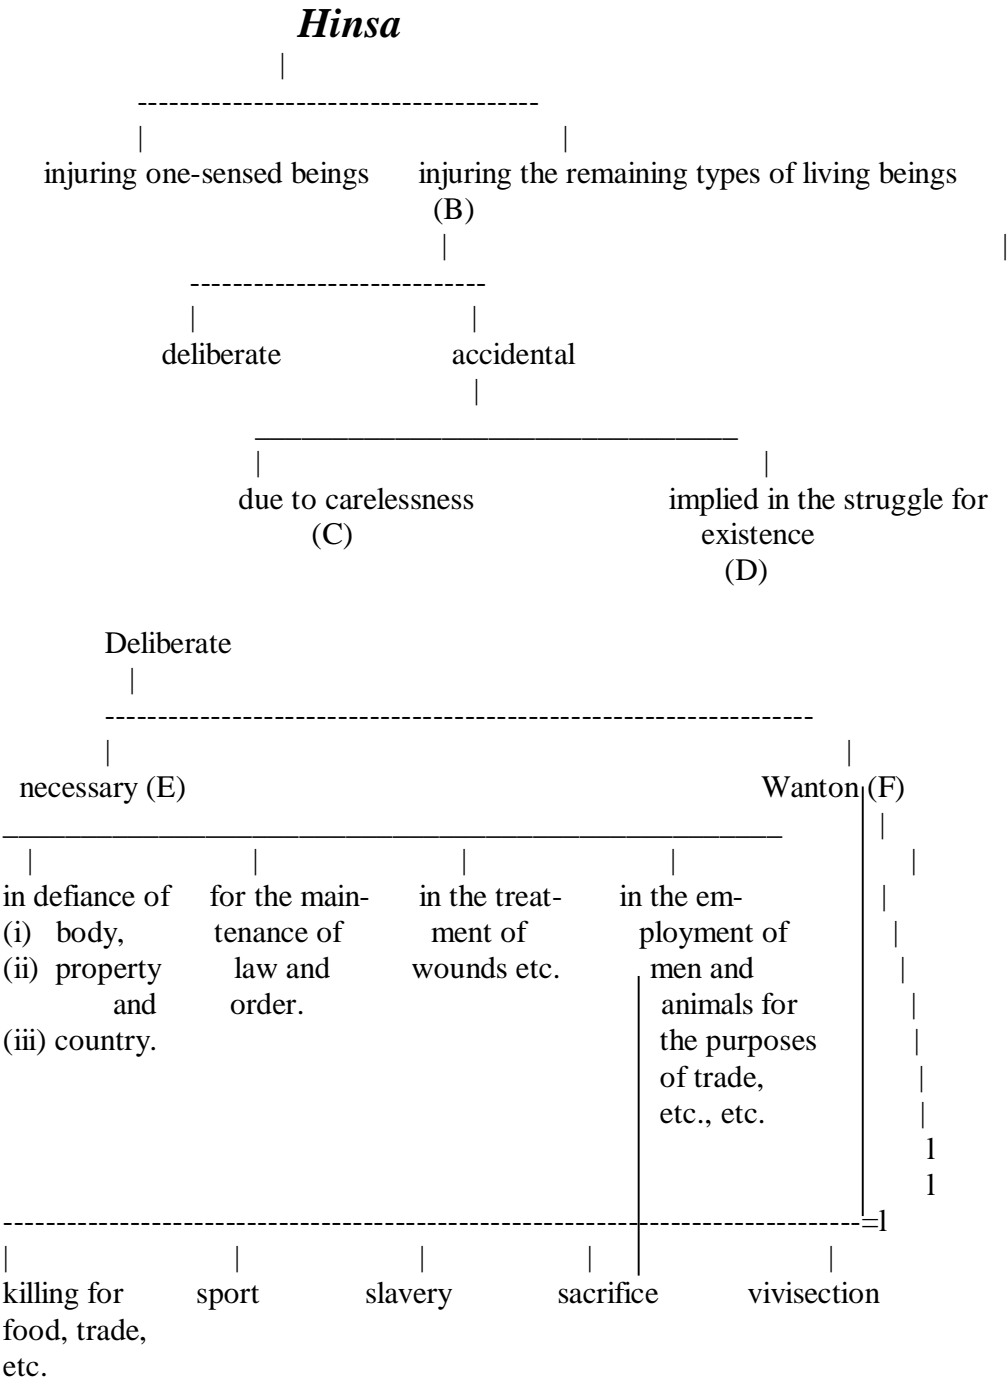 Hinsa
injuring one-sensed beings injuring the remaining types of living beings
(B)
deliberate accidental
due to carelessness implied in the struggle for
(C) existence
(D)
Deliberate
necessary (E) Wanton (F)
in defiance of for the main- in the treat- in the em-
(i) body, tenance of ment of ployment of
(ii) property law and wounds etc. men and
and order. animals for
(iii) country. the purposes
of trade,
etc., etc.
killing for sport slavery sacrifice vivisection
food, trade,
etc.